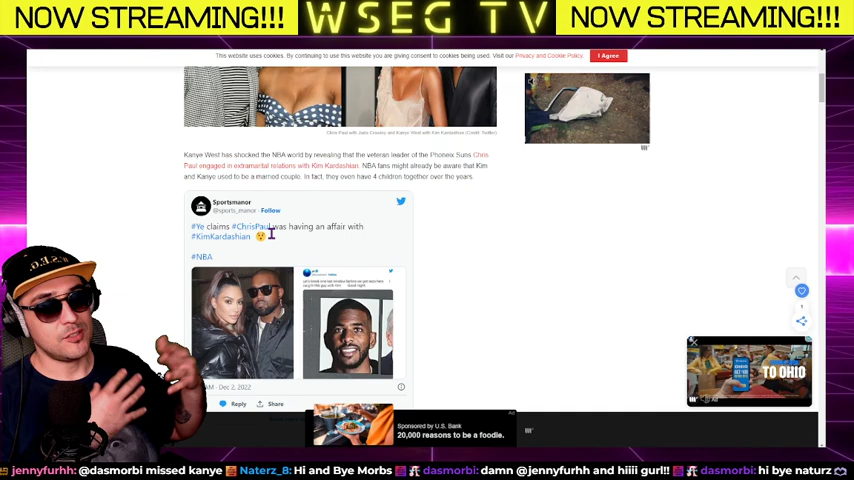 NOW STREAMING!!!
WSEG TV
NOW STREAMING!!!
This website uses cookies. By continuing to use this website you are giving consent to cookies being used. Visit our Privacy and Cookie Policy.
I Agree
Chris Paul with Jada Crawley and Kanye West with Kim Kardashian (Credit: Twitter)
Kanye West has shocked the NBA world by revealing that the veteran leader of the Phoneix Suns Chris
Paul engaged in extramarital relations with Kim Kardashian. NBA fans might already be aware that Kim
and Kanye used to be a married couple. In fact, they even have 4 children together over the years.
Sportsmanor
@sports_manor · Follow
#Ye claims #ChrisPaul was having an affair with
#KimKardashian
#NBA
AM · Dec 2, 2022
Reply
Share
1
TO OHIO
Ad
Sponsored by U.S. Bank
20,000 reasons to be a foodie.
W.S.E.G.
jennyfurhh: @dasmorbi missed kanye Naterz_8: Hi and Bye Morbs dasmorbi: damn @jennyfurhh and hiiii gurl!! dasmorbi: hi bye naturz